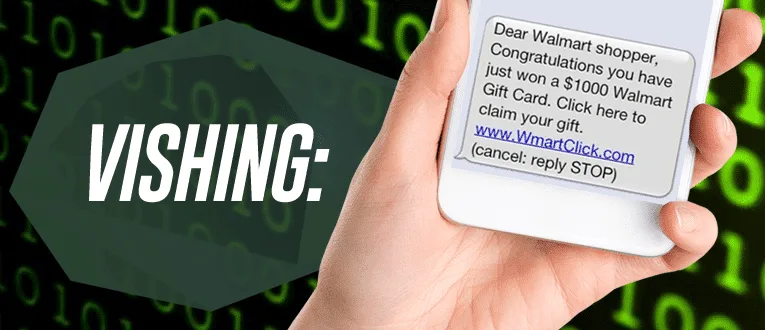 VISHING:
Dear Walmart shopper,
Congratulations you have
just won a $1000 Walmart
Gift Card. Click here to
claim your gift.
www.WmartClick.com
(cancel: reply STOP)